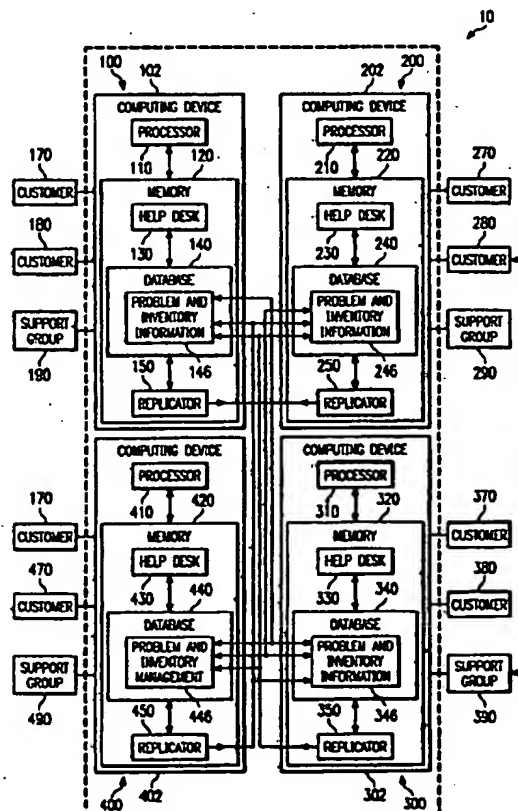 10
100
102
202
200
COMPUTING DEVICE
PROCESSOR
110
120
MEMORY
HELP DESK
130
140
DATABASE
PROBLEM AND
INVENTORY
INFORMATION
150
146
REPLICATOR
COMPUTING DEVICE
PROCESSOR
210
220
MEMORY
HELP DESK
230
240
DATABASE
PROBLEM AND
INVENTORY
INFORMATION
250
246
REPLICATOR
170
CUSTOMER
180
CUSTOMER
SUPPORT
GROUP
190
270
CUSTOMER
280
CUSTOMER
SUPPORT
GROUP
290
COMPUTING DEVICE
PROCESSOR
410
420
MEMORY
HELP DESK
430
440
DATABASE
PROBLEM AND
INVENTORY
MANAGEMENT
450
446
REPLICATOR
400
402
COMPUTING DEVICE
PROCESSOR
310
320
MEMORY
HELP DESK
330
340
DATABASE
PROBLEM AND
INVENTORY
INFORMATION
350
346
REPLICATOR
302
300
170
CUSTOMER
470
CUSTOMER
SUPPORT
GROUP
490
370
CUSTOMER
380
CUSTOMER
SUPPORT
GROUP
390